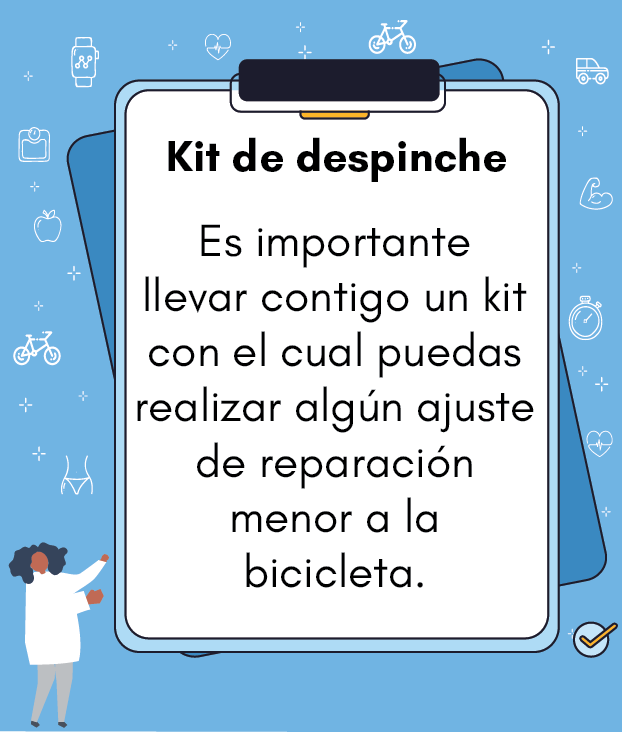 Kit de despinche
Es importante
llevar contigo un kit
con el cual puedas
realizar algún ajuste
de reparación
menor a la
bicicleta.